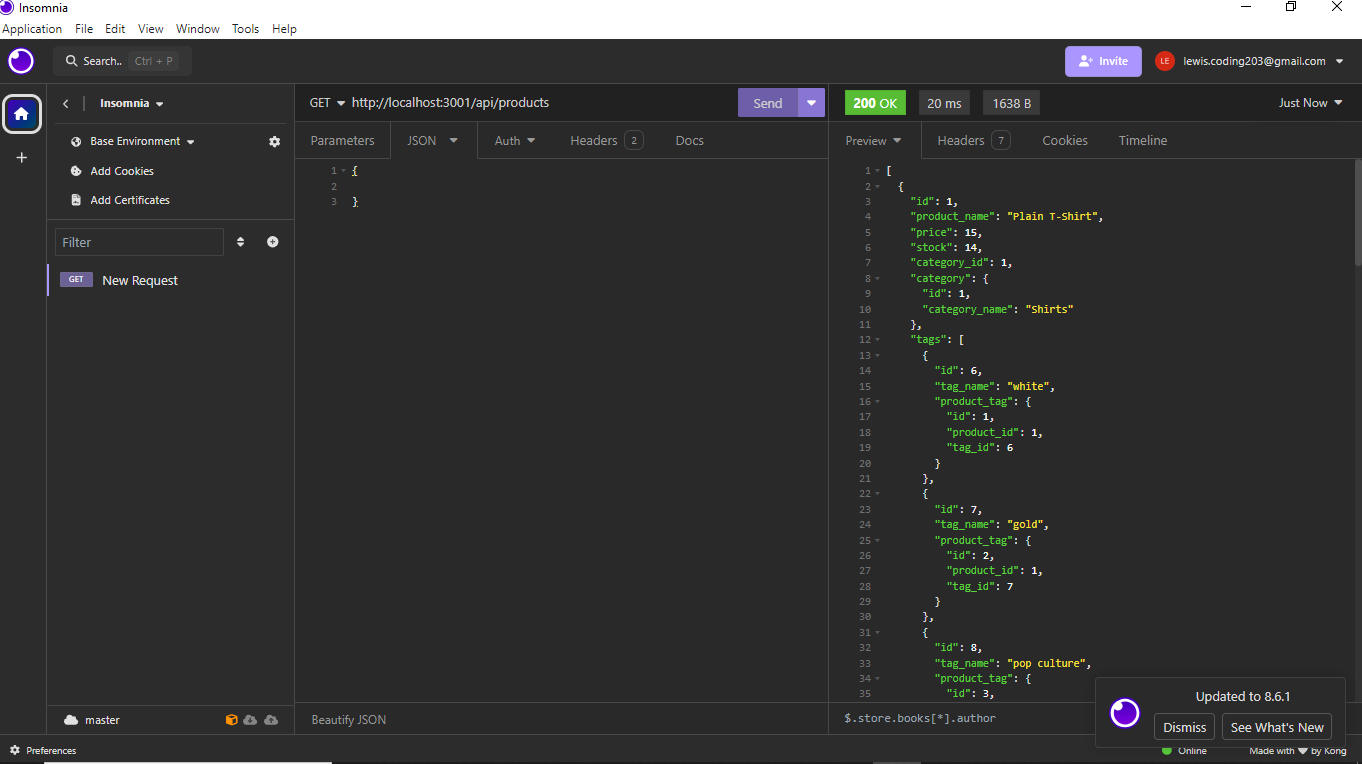 Insomnia
Application File Edit View Window Tools Help
Search.. Ctrl + P
Invite
LE lewis.coding203@gmail.com
Insomnia
GET http://localhost:3001/api/products
Send
200 OK 20 ms 1638 B
Just Now
Base Environment
Add Cookies
Add Certificates
Filter
GET New Request
Parameters JSON Auth Headers 2 Docs
1 {
2
3 }
Preview Headers 7 Cookies Timeline
1 [
2 {
3 "id": 1,
4 "product_name": "Plain T-Shirt",
5 "price": 15,
6 "stock": 14,
7 "category_id": 1,
8 "category": {
9 "id": 1,
10 "category_name": "Shirts"
11 },
12 "tags": [
13 {
14 "id": 6,
15 "tag_name": "white",
16 "product_tag": {
17 "id": 1,
18 "product_id": 1,
19 "tag_id": 6
20 }
21 },
22 {
23 "id": 7,
24 "tag_name": "gold",
25 "product_tag": {
26 "id": 2,
27 "product_id": 1,
28 "tag_id": 7
29 }
30 },
31 {
32 "id": 8,
33 "tag_name": "pop culture",
34 "product_tag": {
35 "id": 3,
master
Beautify JSON
$.store.books[*].author
Updated to 8.6.1
Dismiss See What's New
Preferences
Online
Made with ❤ by Kong